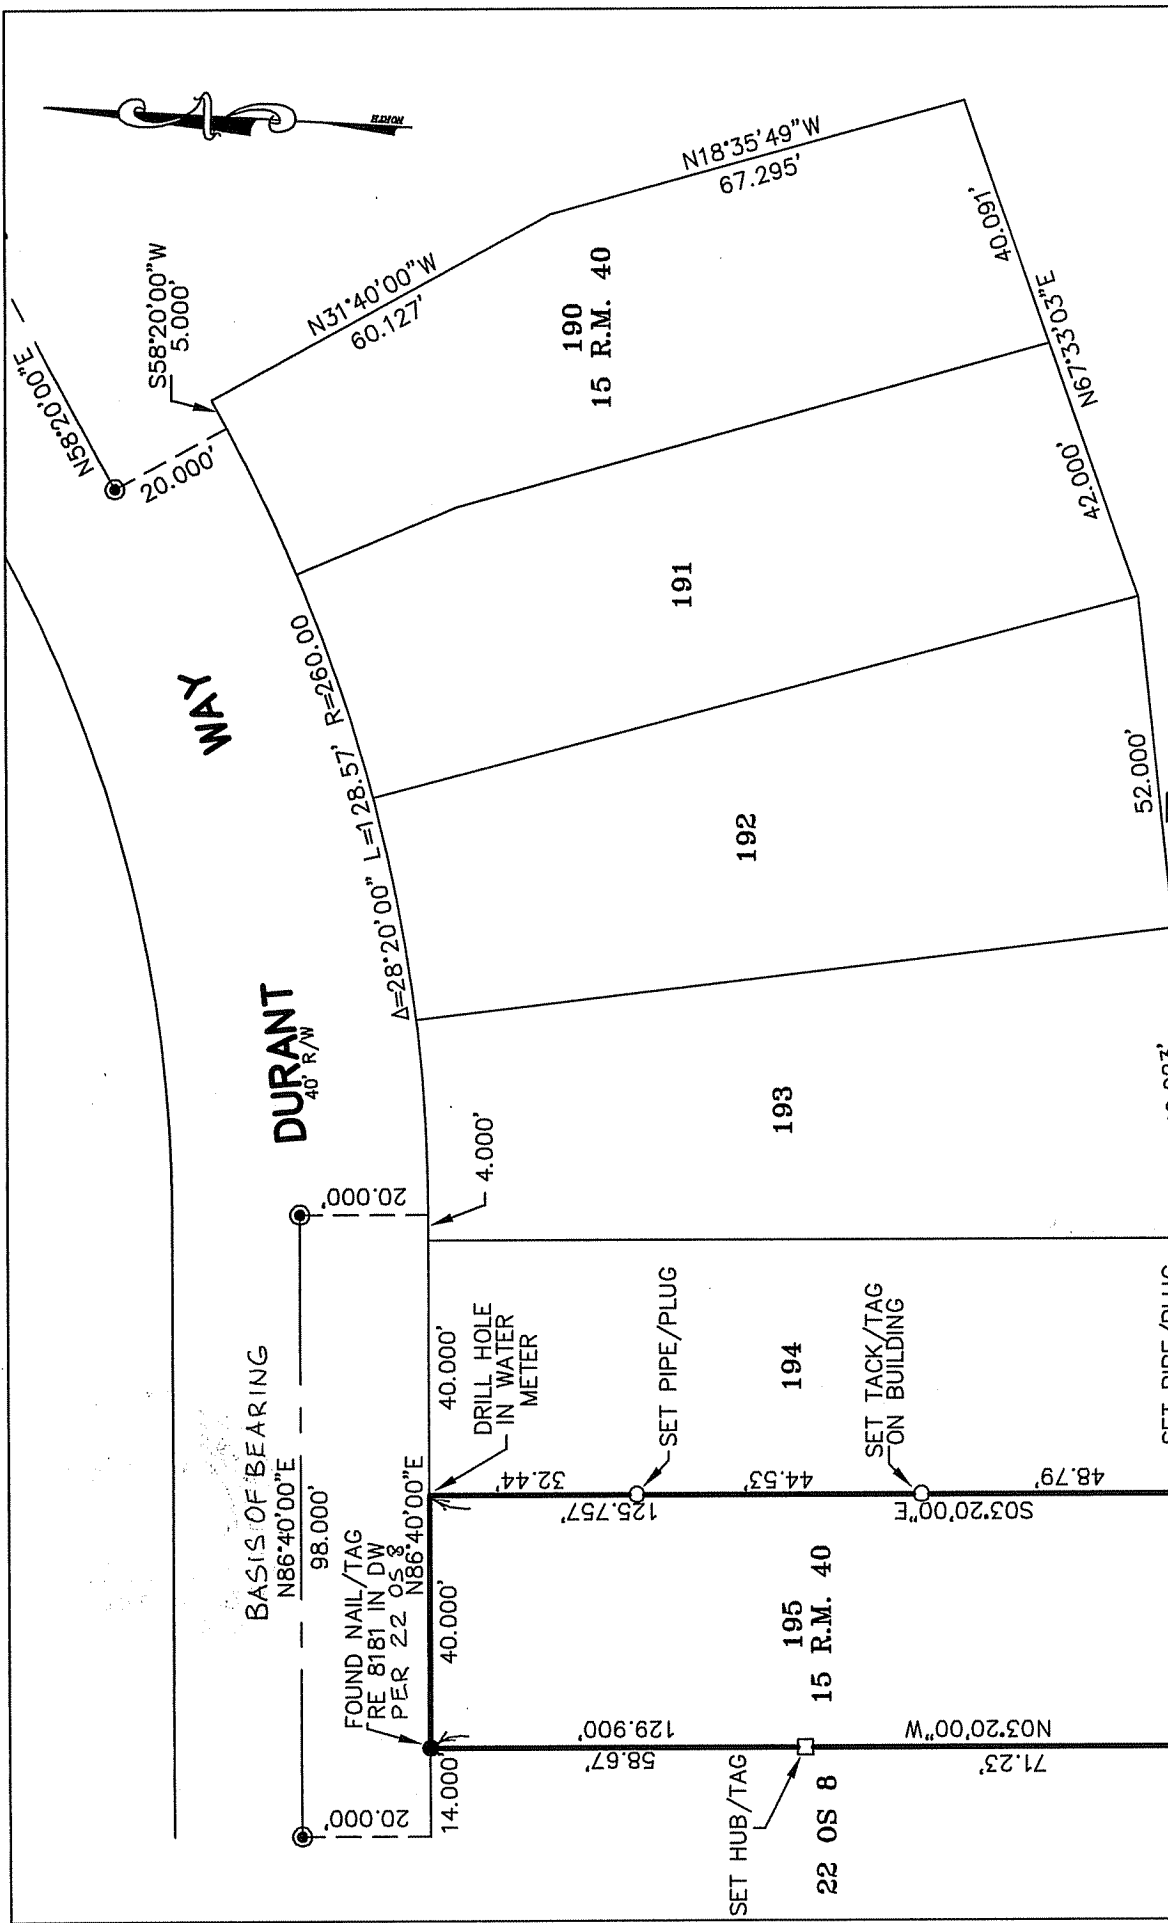 NORTH
N58°20'00"E
20.000'
S58°20'00"W
5.000'
N31°40'00"W
60.127'
N18°35'49"W
67.295'
190
15 R.M. 40
40.091'
N67°33'03"E
42.000'
191
WAY
Δ=28°20'00" L=128.57' R=260.00
192
52.000'
DURANT
40' R/W
193
4.000'
20.000'
BASIS OF BEARING
N86°40'00"E
98.000'
FOUND NAIL/TAG
RE 8181 IN DW
PER 22 OS 8
N86°40'00"E
40.000'
40.000'
DRILL HOLE
IN WATER
METER
SET PIPE/PLUG
194
SET TACK/TAG
ON BUILDING
SET PIPE/PLUG
32.44'
125.757'
44.53'
S03°20'00"E
48.79'
195
15 R.M. 40
129.900'
58.67'
N03°20'00"W
71.23'
20.000'
14.000'
SET HUB/TAG
22 OS 8